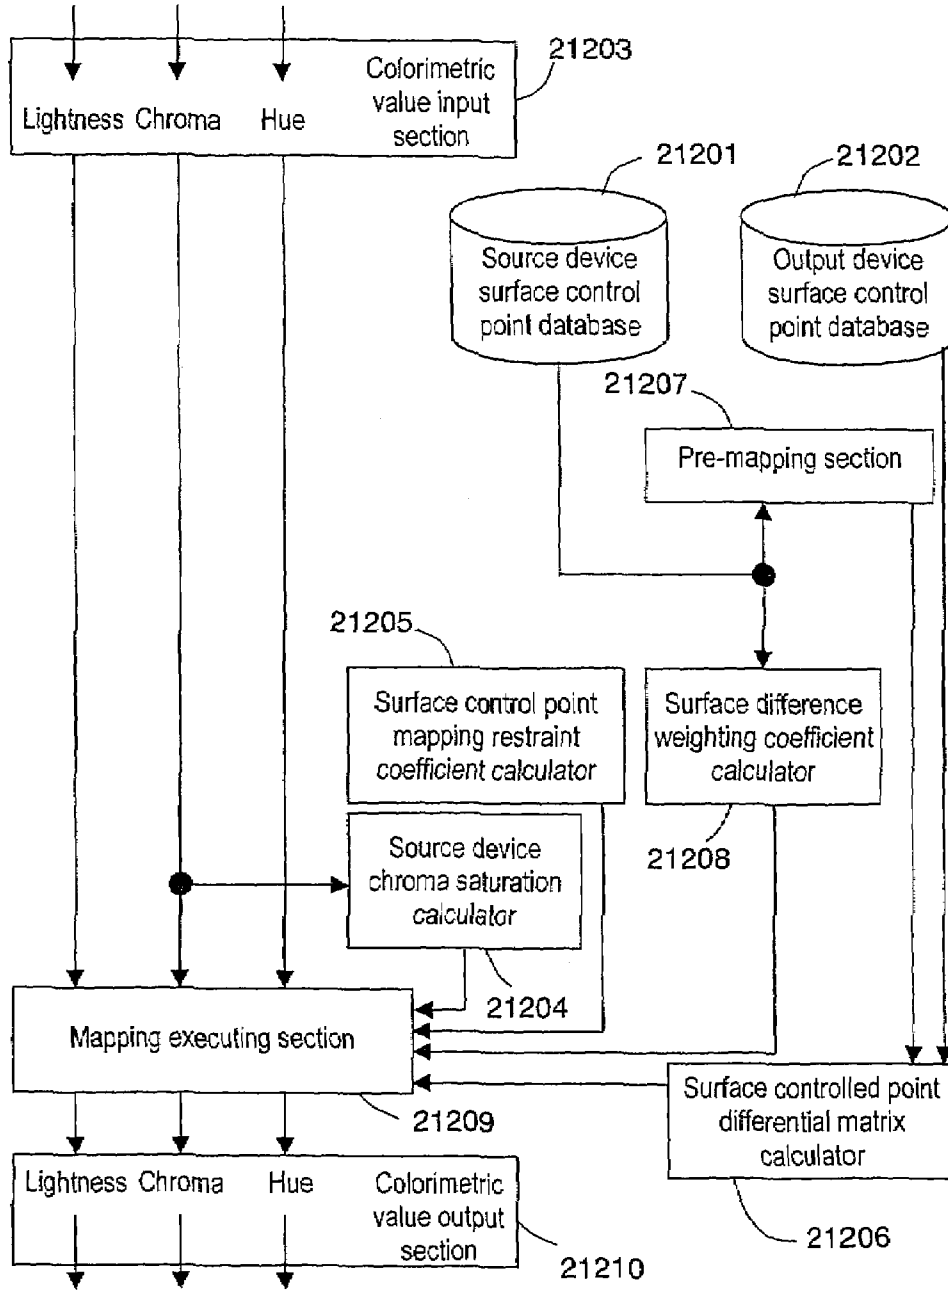 21203
Colorimetric
value input
section
Lightness Chroma Hue
21201
21202
Source device
surface control
point database
Output device
surface control
point database
21207
Pre-mapping section
21205
Surface control point
mapping restraint
coefficient calculator
Surface difference
weighting coefficient
calculator
21208
Source device
chroma saturation
calculator
21204
Mapping executing section
21209
Surface controlled point
differential matrix
calculator
21206
Lightness Chroma Hue
Colorimetric
value output
section
21210